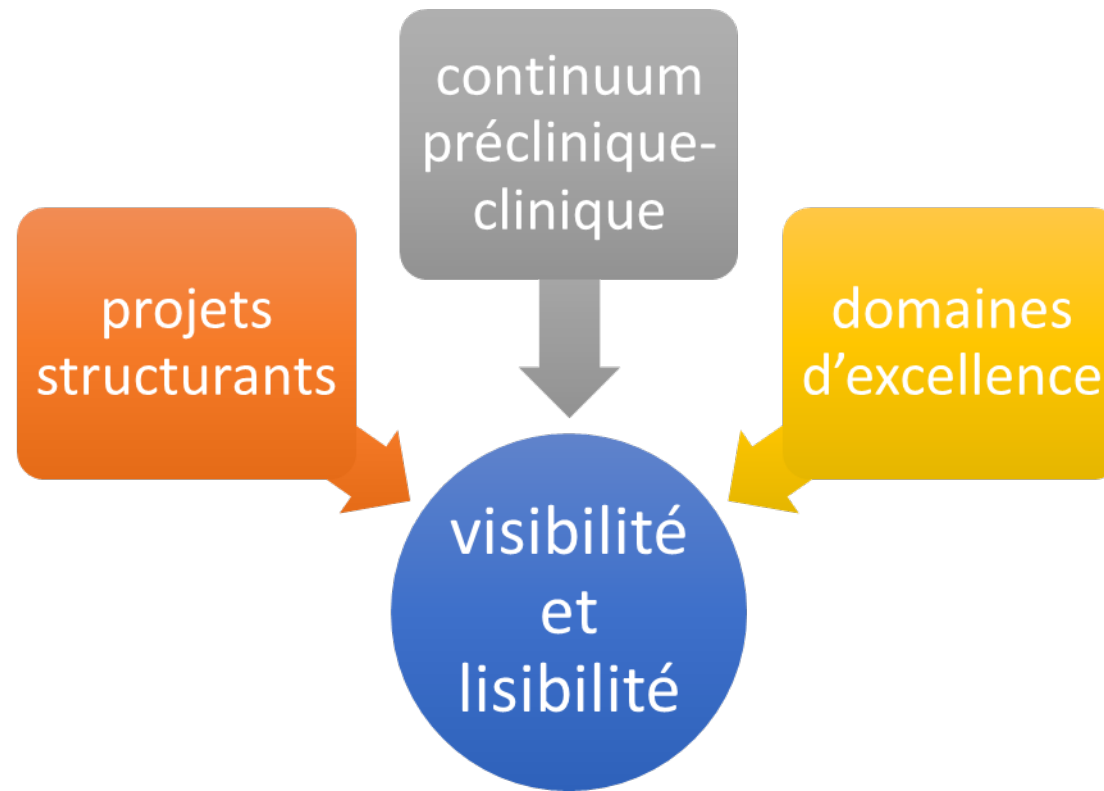 continuum
préclinique-
clinique
projets
structurants
domaines
d’excellence
visibilité
et
lisibilité